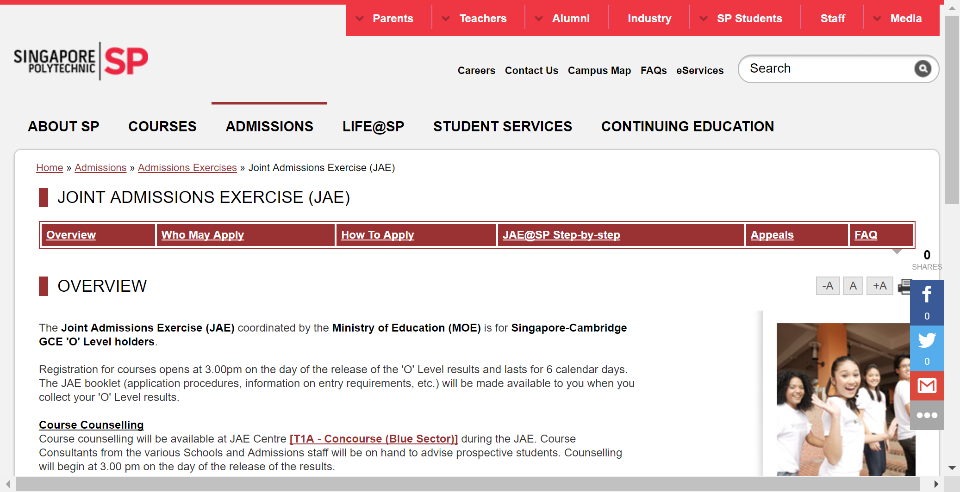 Parents
Teachers
Alumni
Industry
SP Students
Staff
Media
SINGAPORE
POLYTECHNIC
SP
Careers
Contact Us
Campus Map
FAQs
eServices
Search
ABOUT SP
COURSES
ADMISSIONS
LIFE@SP
STUDENT SERVICES
CONTINUING EDUCATION
Home » Admissions » Admissions Exercises » Joint Admissions Exercise (JAE)
JOINT ADMISSIONS EXERCISE (JAE)
Overview
Who May Apply
How To Apply
JAE@SP Step-by-step
Appeals
FAQ
0
SHARES
OVERVIEW
-A
A
+A
f
0
0
The Joint Admissions Exercise (JAE) coordinated by the Ministry of Education (MOE) is for Singapore-Cambridge
GCE 'O' Level holders.
Registration for courses opens at 3.00pm on the day of the release of the 'O' Level results and lasts for 6 calendar days.
The JAE booklet (application procedures, information on entry requirements, etc.) will be made available to you when you
collect your 'O' Level results.
Course Counselling
Course counselling will be available at JAE Centre [T1A - Concourse (Blue Sector)] during the JAE. Course
Consultants from the various Schools and Admissions staff will be on hand to advise prospective students. Counselling
will begin at 3.00 pm on the day of the release of the results.